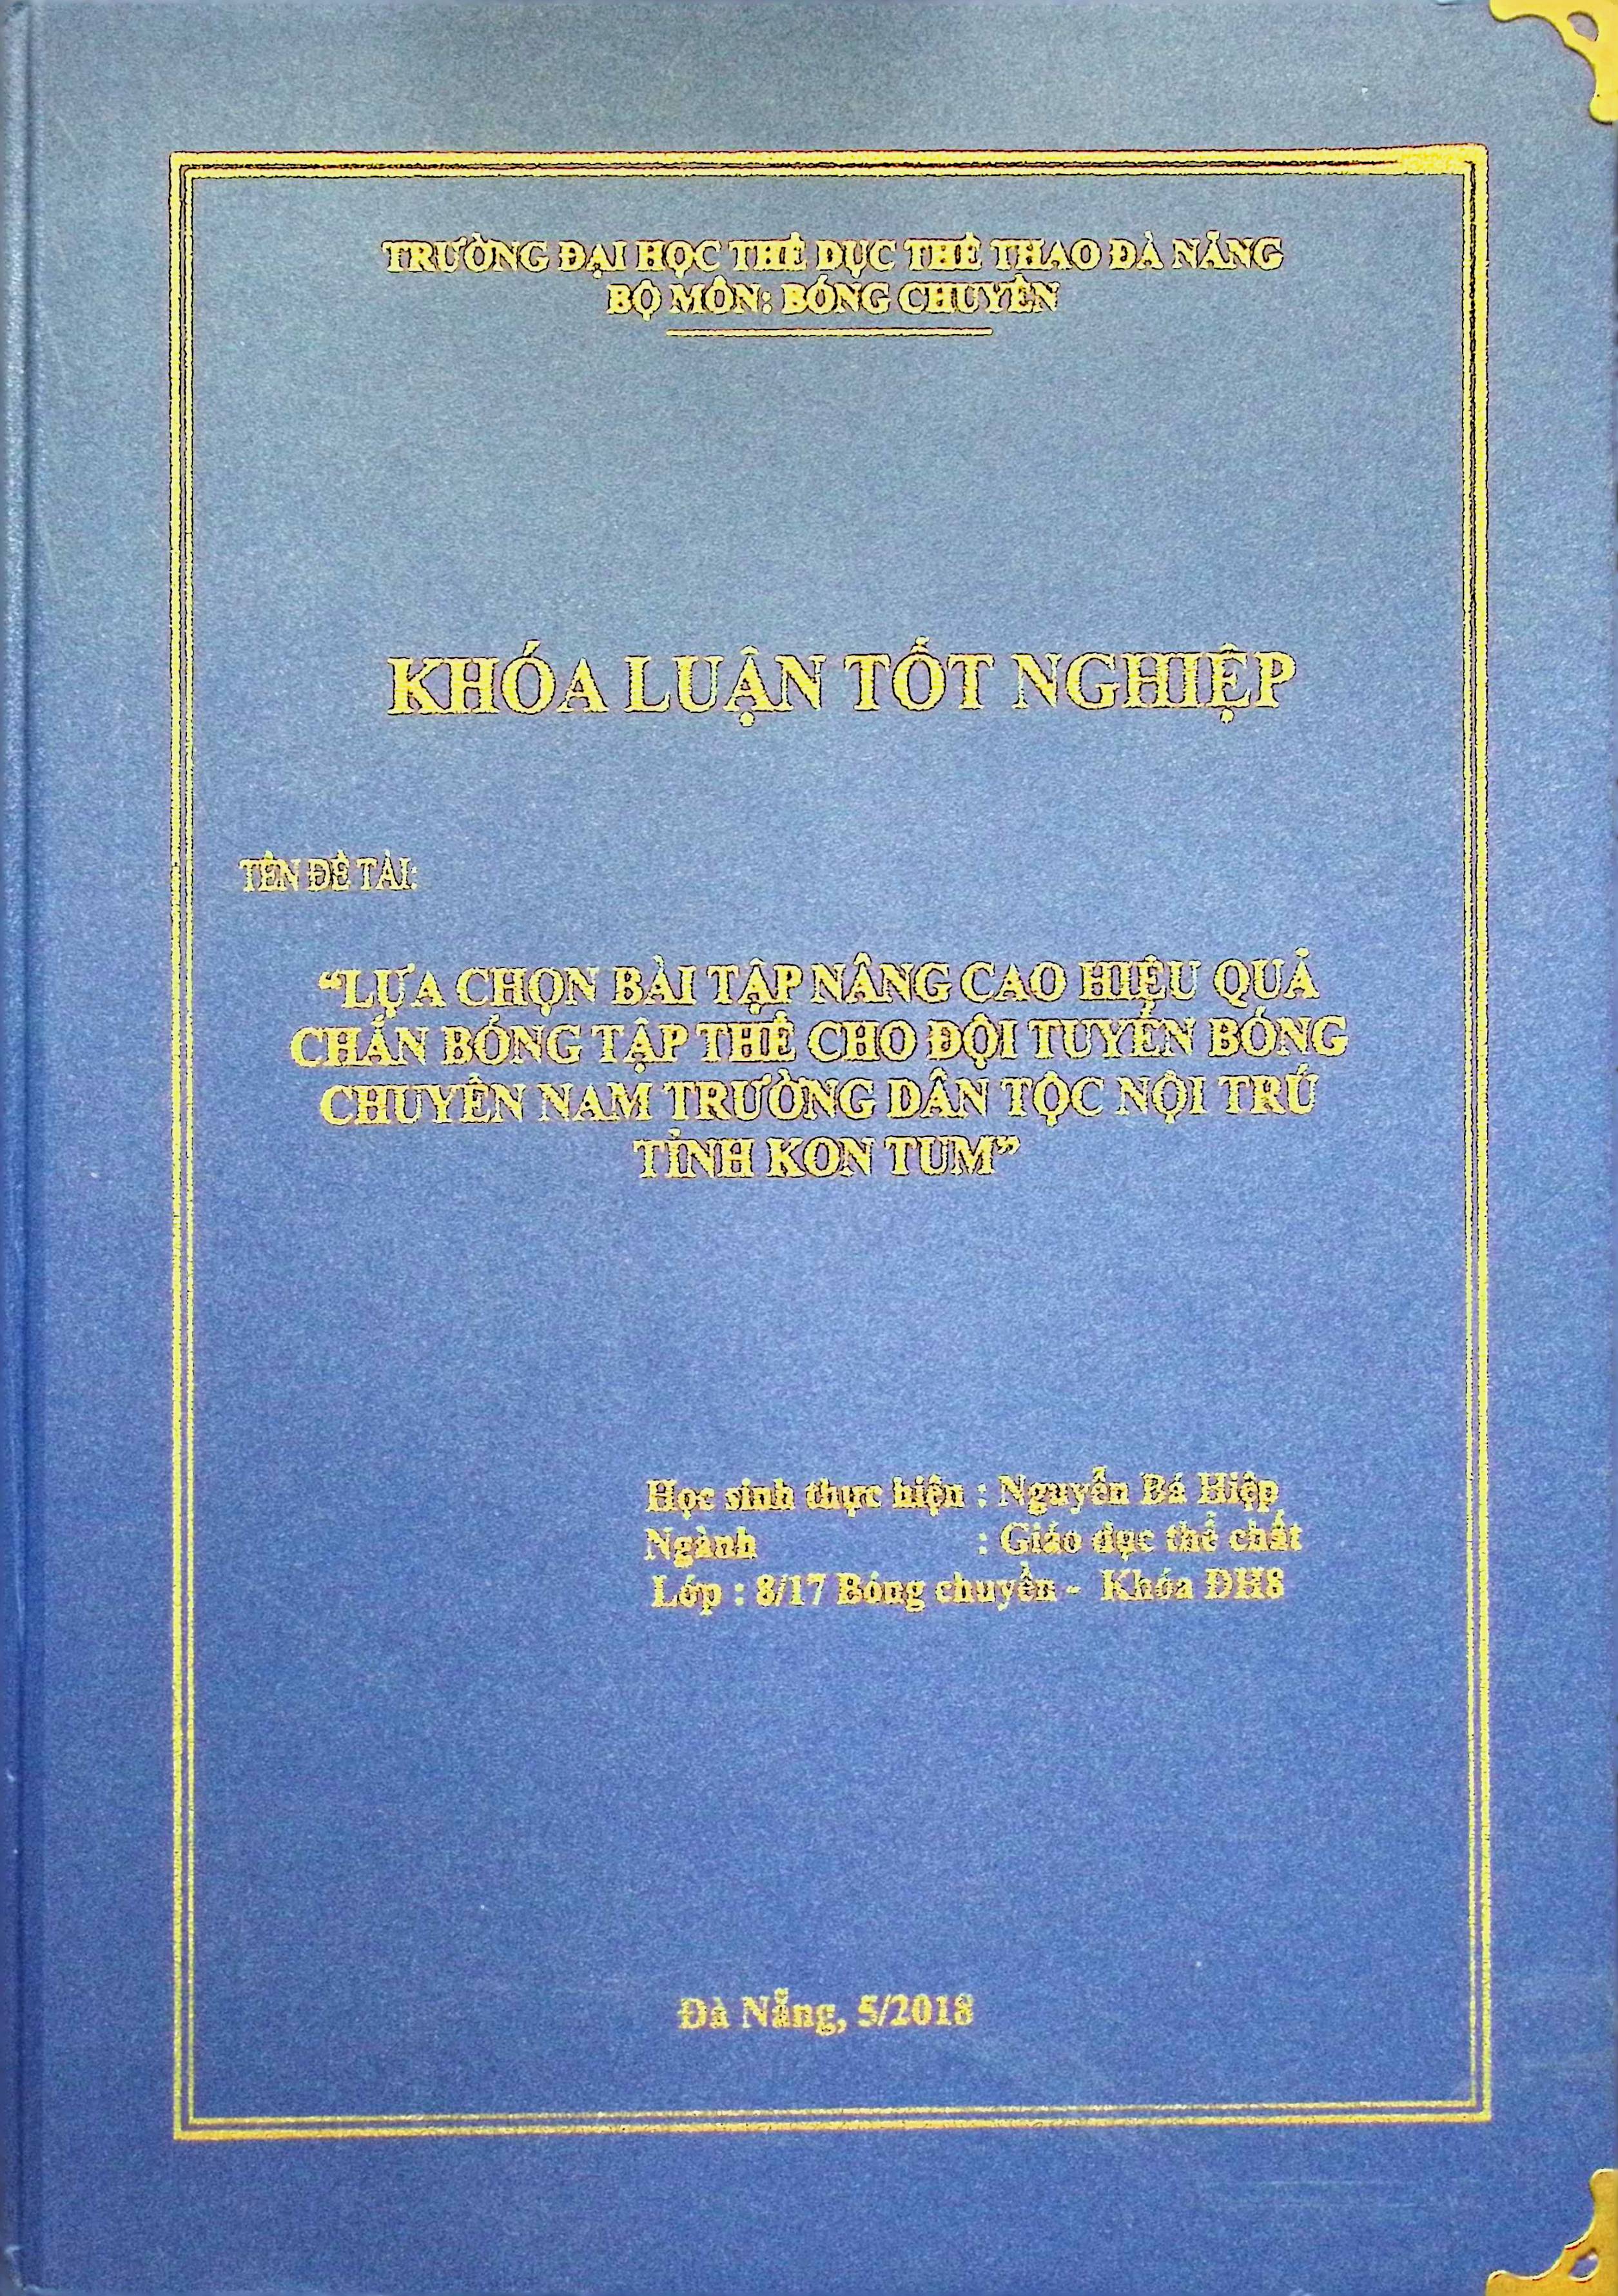 TRƯỜNG ĐẠI HỌC THỂ DỤC THỂ THAO ĐÀ NẴNG
BỘ MÔN: BÓNG CHUYỀN
KHÓA LUẬN TỐT NGHIỆP
TÊN ĐỀ TÀI:
“LỰA CHỌN BÀI TẬP NÂNG CAO HIỆU QUẢ
CHẮN BÓNG TẬP THỂ CHO ĐỘI TUYỂN BÓNG
CHUYỀN NAM TRƯỜNG DÂN TỘC NỘI TRÚ
TỈNH KON TUM”
Học sinh thực hiện : Nguyễn Bá Hiệp
Ngành : Giáo dục thể chất
Lớp : 8/17 Bóng chuyền - Khóa ĐH8
Đà Nẵng, 5/2018